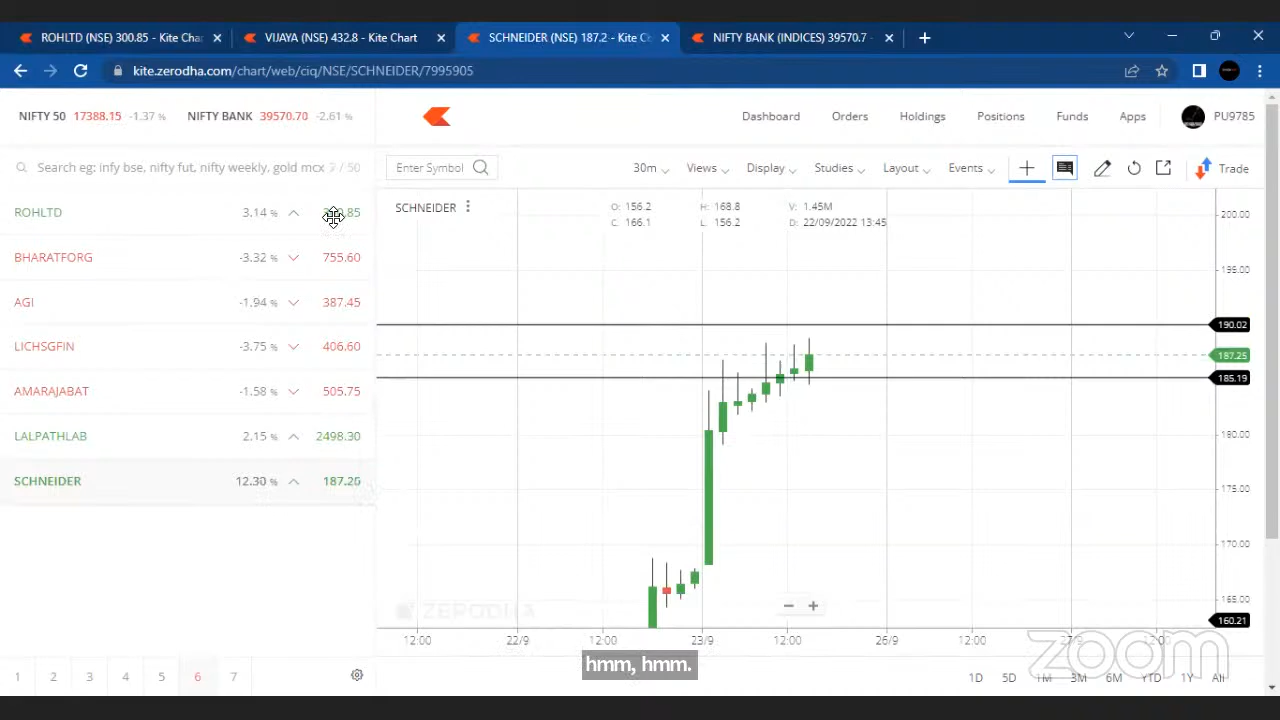 ROHLTD (NSE) 300.85 - Kite Cha
VIJAYA (NSE) 432.8 - Kite Chart
SCHNEIDER (NSE) 187.2 - Kite C
NIFTY BANK (INDICES) 39570.7 -
kite.zerodha.com/chart/web/ciq/NSE/SCHNEIDER/7995905
NIFTY 50 17388.15 -1.37 % NIFTY BANK 39570.70 -2.61 %
Dashboard Orders Holdings Positions Funds Apps PU9785
Search eg: infy bse, nifty fut, nifty weekly, gold mcx 7 / 50
Enter Symbol 30m Views Display Studies Layout Events Trade
ROHLTD 3.14 %
BHARATFORG -3.32 % 755.60
AGI -1.94 % 387.45
LICHSGFIN -3.75 % 406.60
AMARAJABAT -1.58 % 505.75
LALPATHLAB 2.15 % 2498.30
SCHNEIDER 12.30 %
SCHNEIDER
O: 156.2 H: 168.8 V: 1.45M
C: 166.1 L: 156.2 D: 22/09/2022 13:45
200.00
195.00
190.02
187.25
185.19
180.00
175.00
170.00
165.00
160.21
ZERODHA
12:00 22/9 12:00 23/9 12:00 26/9 12:00 27/9 12:00
zoom
hmm, hmm.
1 2 3 4 5 6 7
1D 5D 1M 3M 6M YTD 1Y All